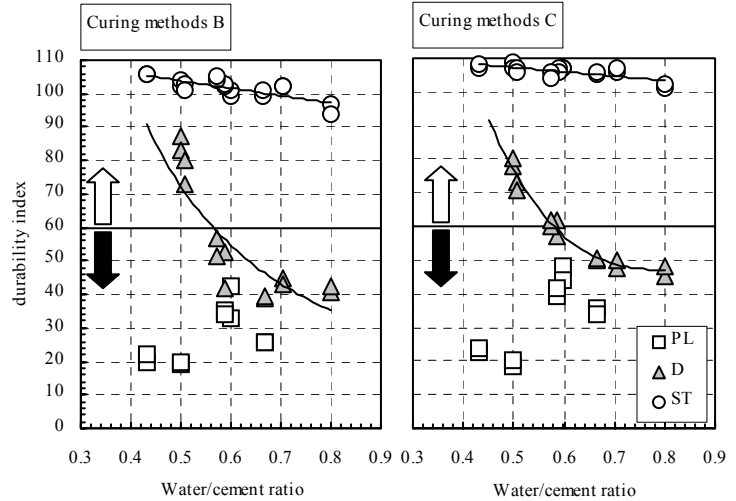 Curing methods B
Curing methods C
durability index
110
100
90
80
70
60
50
40
30
20
10
0
PL
D
ST
0.3 0.4 0.5 0.6 0.7 0.8 0.9
0.3 0.4 0.5 0.6 0.7 0.8 0.9
Water/cement ratio
Water/cement ratio